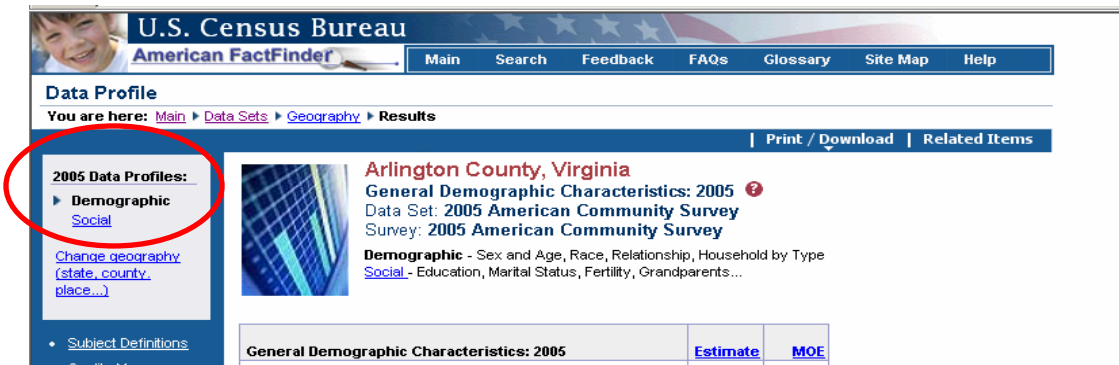 U.S. Census Bureau
American FactFinder
Main Search Feedback FAQs Glossary Site Map Help
Data Profile
You are here: Main Data Sets Geography Results
| Print / Download | Related Items
2005 Data Profiles:
Demographic
Social
Change geography
(state, county,
place...)
• Subject Definitions
Arlington County, Virginia
General Demographic Characteristics: 2005
Data Set: 2005 American Community Survey
Survey: 2005 American Community Survey
Demographic - Sex and Age, Race, Relationship, Household by Type
Social - Education, Marital Status, Fertility, Grandparents...
General Demographic Characteristics: 2005 Estimate MOE